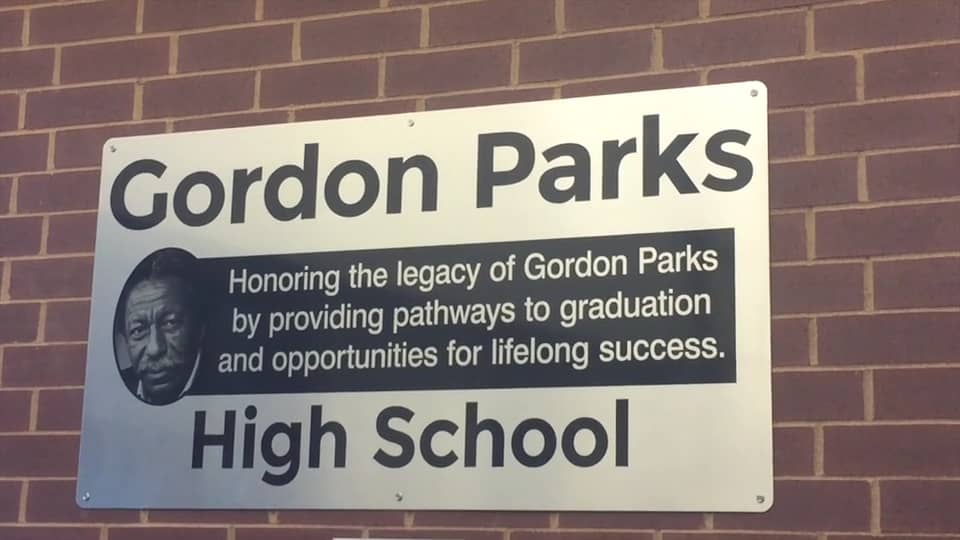 Gordon Parks
Honoring the legacy of Gordon Parks
by providing pathways to graduation
and opportunities for lifelong success.
High School